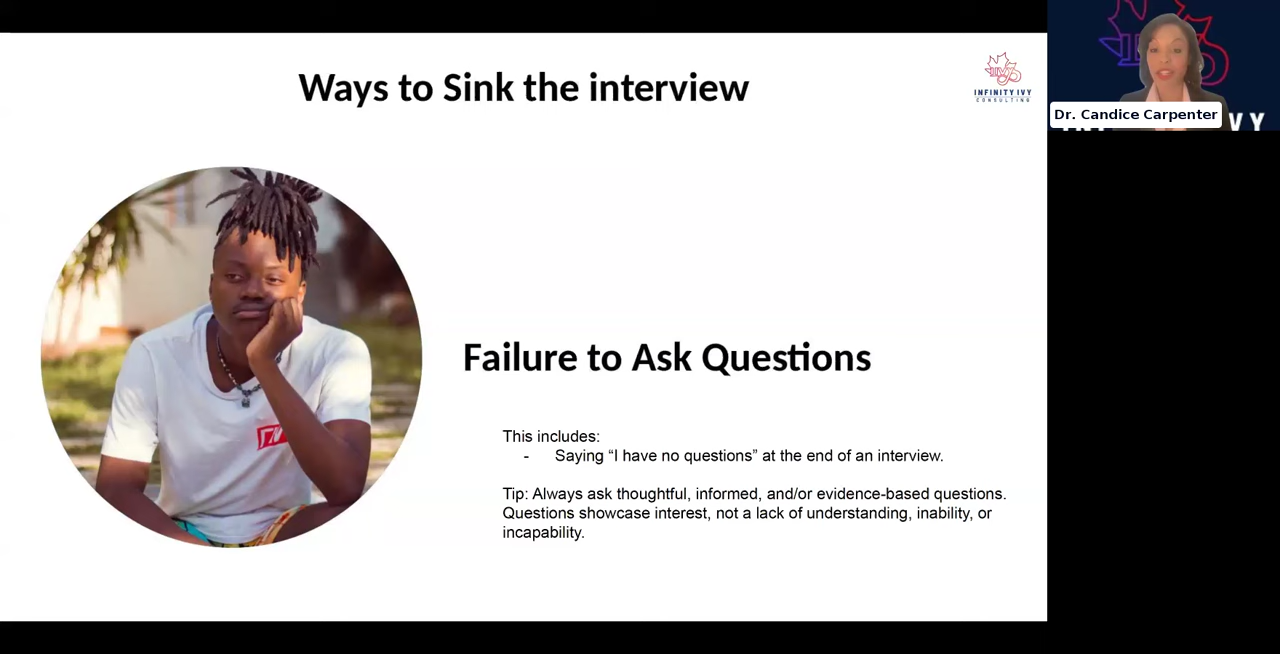 Ways to Sink the interview
INFINITY IVY
CONSULTING
Dr. Candice Carpenter
V Y
Failure to Ask Questions
This includes:
- Saying “I have no questions” at the end of an interview.
Tip: Always ask thoughtful, informed, and/or evidence-based questions.
Questions showcase interest, not a lack of understanding, inability, or
incapability.